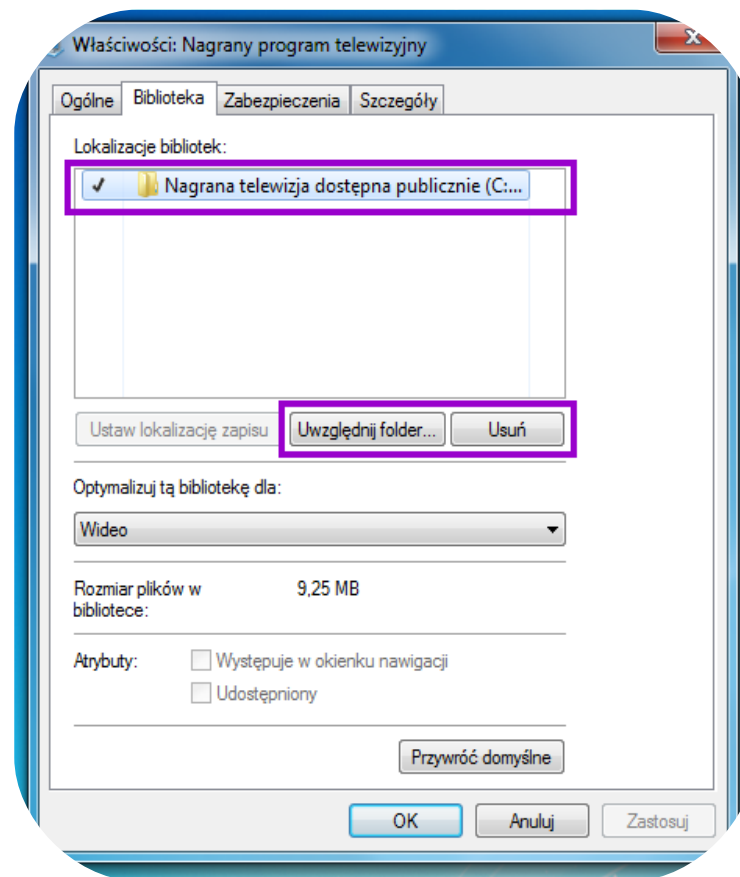 Właściwości: Nagrany program telewizyjny
Ogólne Biblioteka Zabezpieczenia Szczegóły
Lokalizacje bibliotek:
Nagrana telewizja dostępna publicznie (C:...
Ustaw lokalizację zapisu Uwzględnij folder... Usuń
Optymalizuj tą bibliotekę dla:
Wideo
Rozmiar plików w 9,25 MB
bibliotece:
Atrybuty: Występuje w okienku nawigacji
Udostępniony
Przywróć domyślne
OK Anuluj Zastosuj